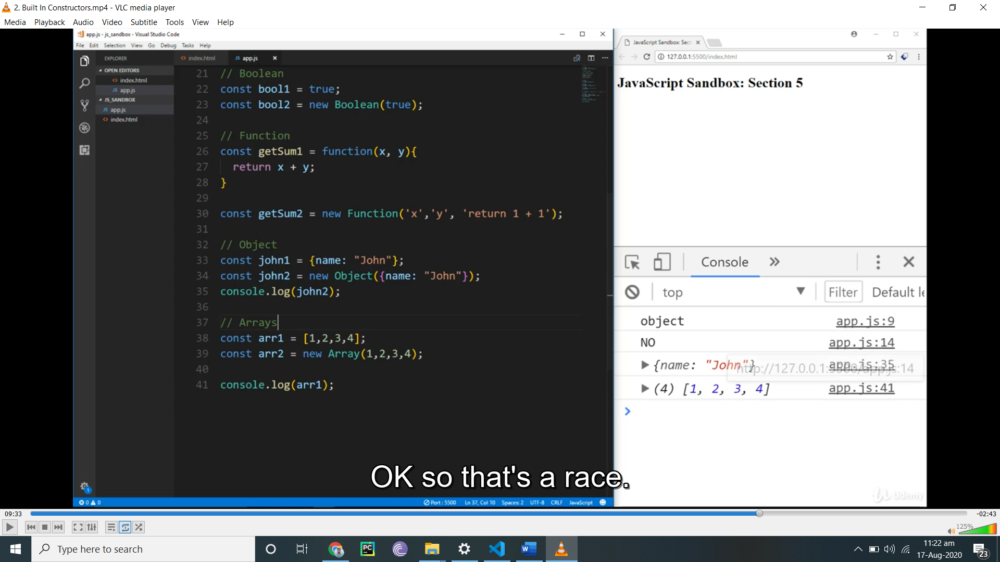 2. Built In Constructors.mp4 - VLC media player
Media Playback Audio Video Subtitle Tools View Help
app.js - js_sandbox - Visual Studio Code
File Edit Selection View Go Debug Tasks Help
EXPLORER
OPEN EDITORS
index.html
JS app.js
JS_SANDBOX
JS app.js
index.html
index.html
JS app.js
21 // Boolean
22 const bool1 = true;
23 const bool2 = new Boolean(true);
24
25 // Function
26 const getSum1 = function(x, y){
27 return x + y;
28 }
29
30 const getSum2 = new Function('x','y', 'return 1 + 1');
31
32 // Object
33 const john1 = {name: "John"};
34 const john2 = new Object({name: "John"});
35 console.log(john2);
36
37 // Arrays
38 const arr1 = [1,2,3,4];
39 const arr2 = new Array(1,2,3,4);
40
41 console.log(arr1);
1
0 0
Port : 5500 Ln 37, Col 10 Spaces: 2 UTF-8 CRLF JavaScript
JavaScript Sandbox: Sect
127.0.0.1:5500/index.html
JavaScript Sandbox: Section 5
Console
top Filter Default le
object app.js:9
NO app.js:14
{name: "John"} app.js:35
http://127.0.0.1:5500/app.js:14
(4) [1, 2, 3, 4] app.js:41
OK so that's a race.
Udemy
09:33
-02:43
125%
Type here to search
PC
W
11:22 am
17-Aug-2020
23